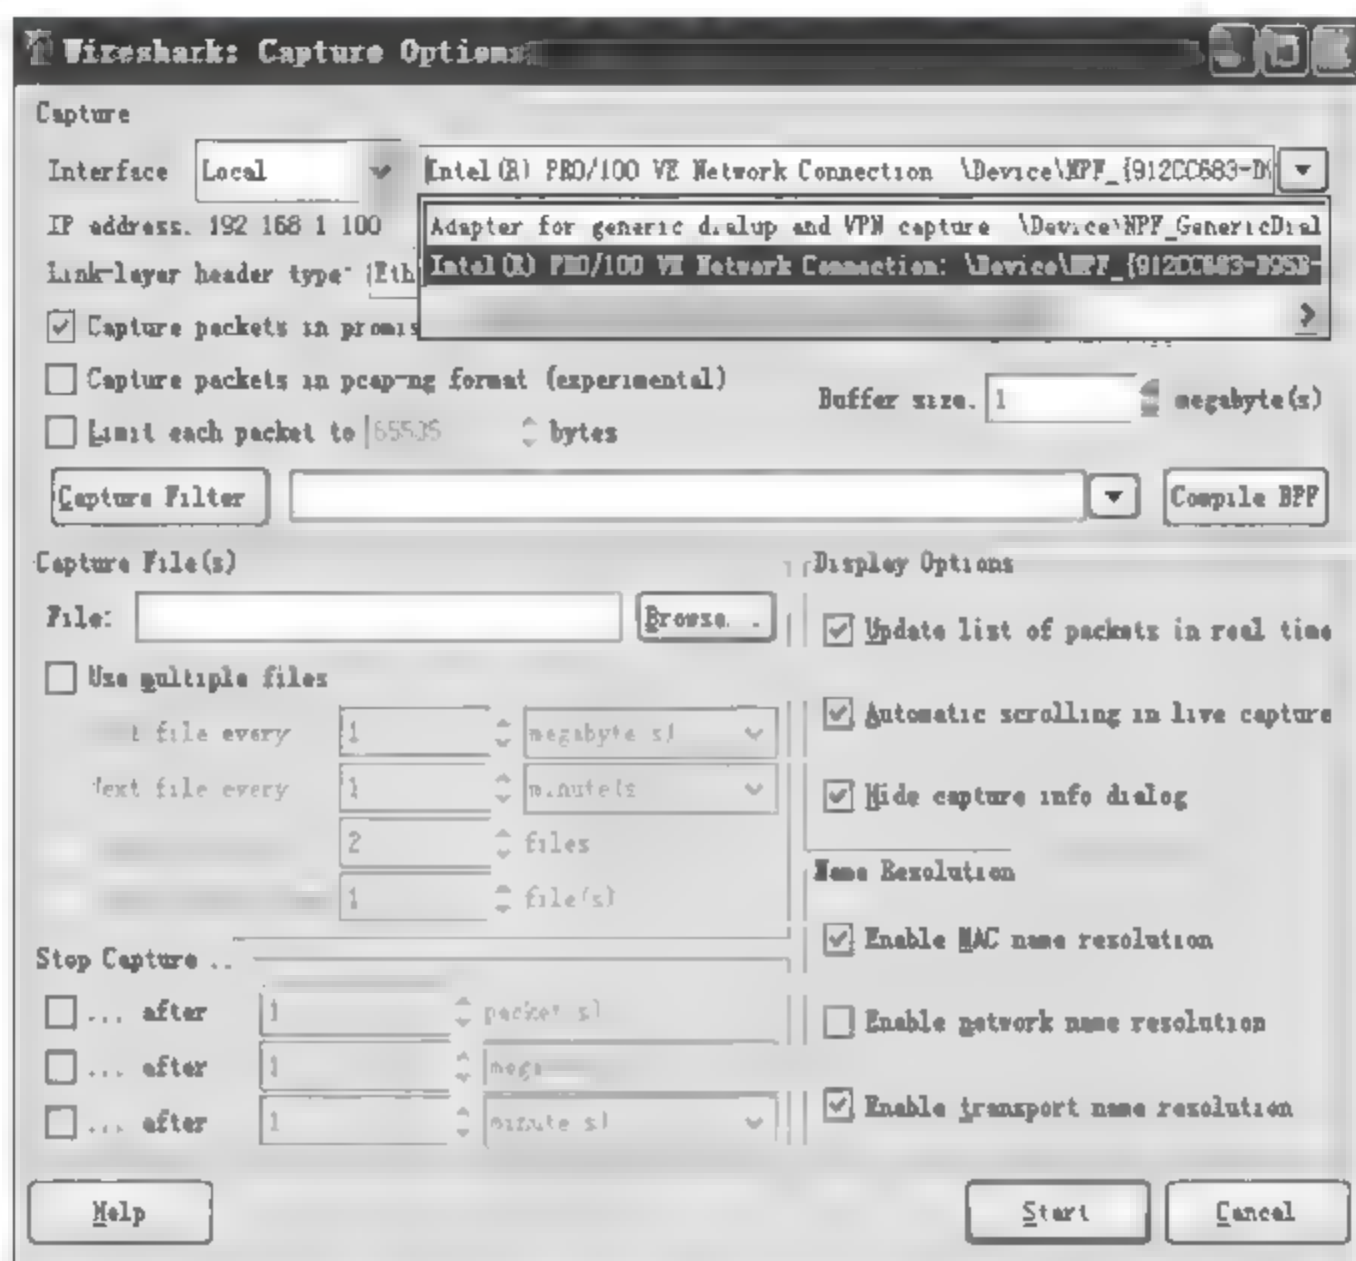 Wireshark: Capture Options
Capture
Interface Local Intel(R) PRO/100 VE Network Connection \Device\NPF_{912CC683-D9
IP address. 192 168 1 100
Adapter for generic dialup and VPN capture \Device\NPF_GenericDial
Link-layer header type: Eth
Intel(R) PRO/100 VE Network Connection: \Device\NPF_{912CC683-D95B-
Capture packets in promis
Capture packets in pcap-ng format (experimental)
Buffer size. 1 megabyte(s)
Limit each packet to 65535 bytes
Capture Filter
Compile BPF
Capture File(s)
File:
Browse. .
Use multiple files
file every 1 megabyte s)
Next file every 1 minute(s
2 files
1 file(s)
Stop Capture ..
... after 1 packet s)
... after 1 mega
... after 1 minute s)
Display Options
Update list of packets in real time
Automatic scrolling in live capture
Hide capture info dialog
Name Resolution
Enable MAC name resolution
Enable network name resolution
Enable transport name resolution
Help
Start
Cancel